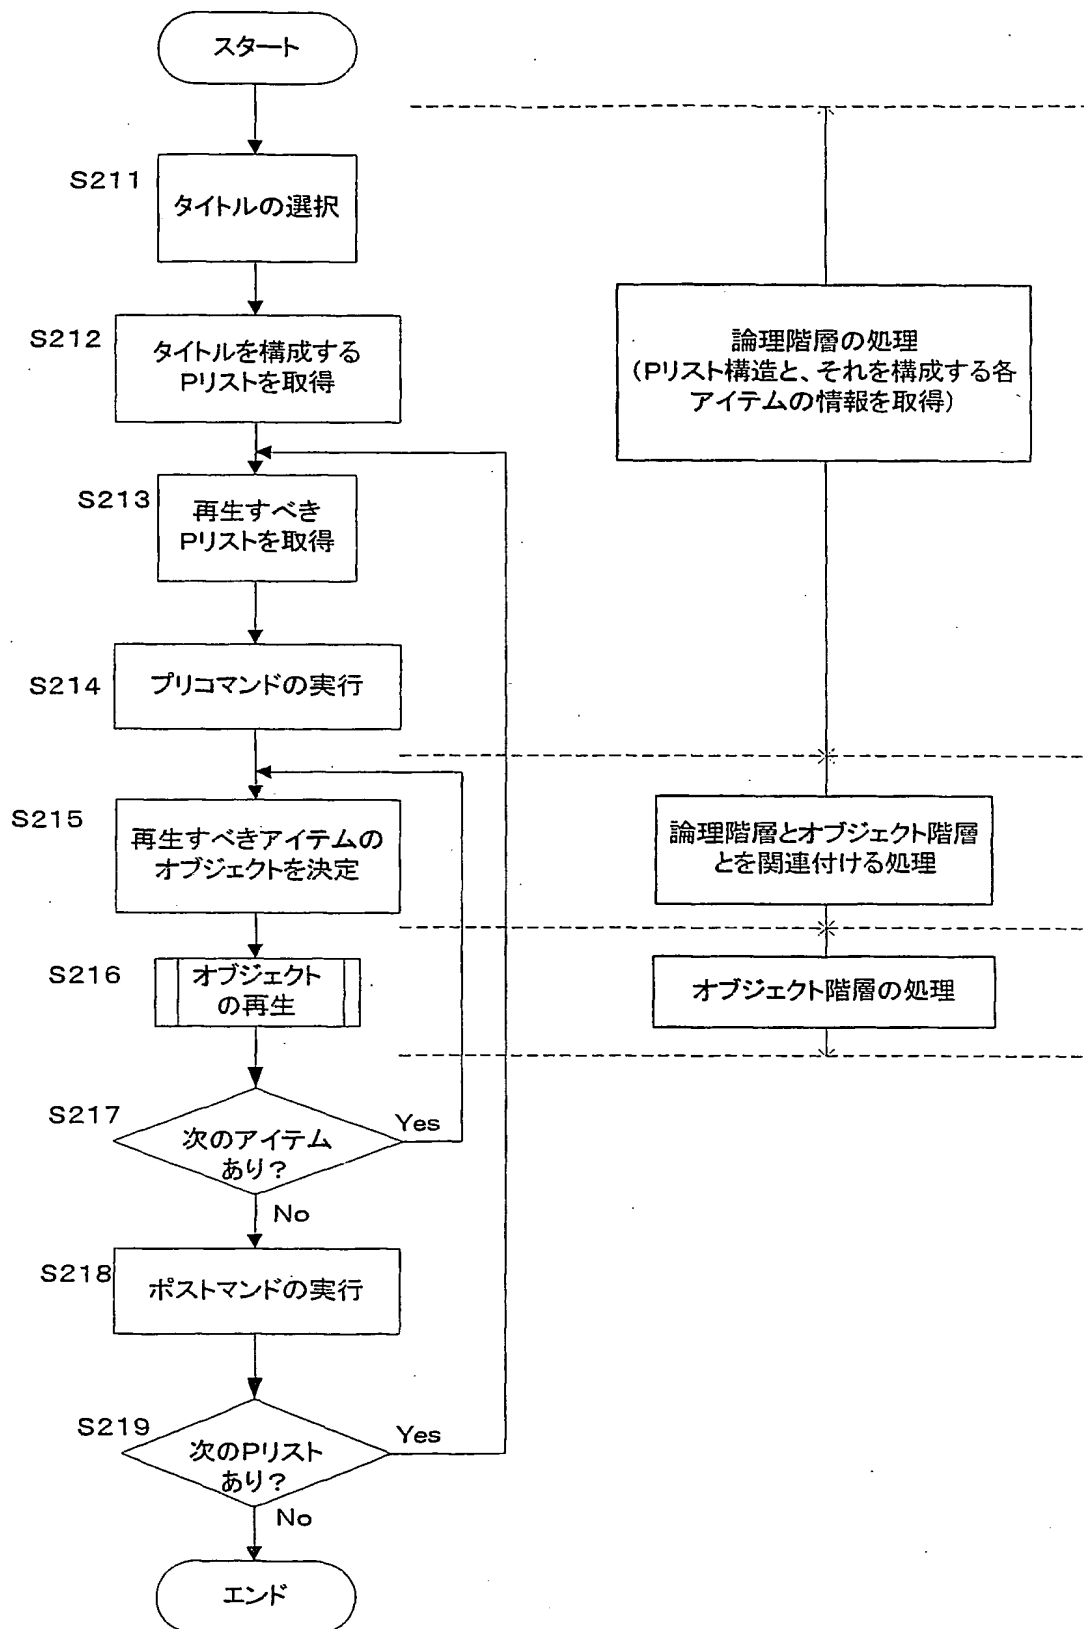 スタート
S211
タイトルの選択
S212
タイトルを構成する
Pリストを取得
S213
再生すべき
Pリストを取得
S214
プリコマンドの実行
S215
再生すべきアイテムの
オブジェクトを決定
S216
オブジェクト
の再生
S217
次のアイテム
あり？
Yes
No
S218
ポストマンドの実行
S219
次のPリスト
あり？
Yes
No
エンド
論理階層の処理
（Pリスト構造と、それを構成する各
アイテムの情報を取得）
論理階層とオブジェクト階層
とを関連付ける処理
オブジェクト階層の処理